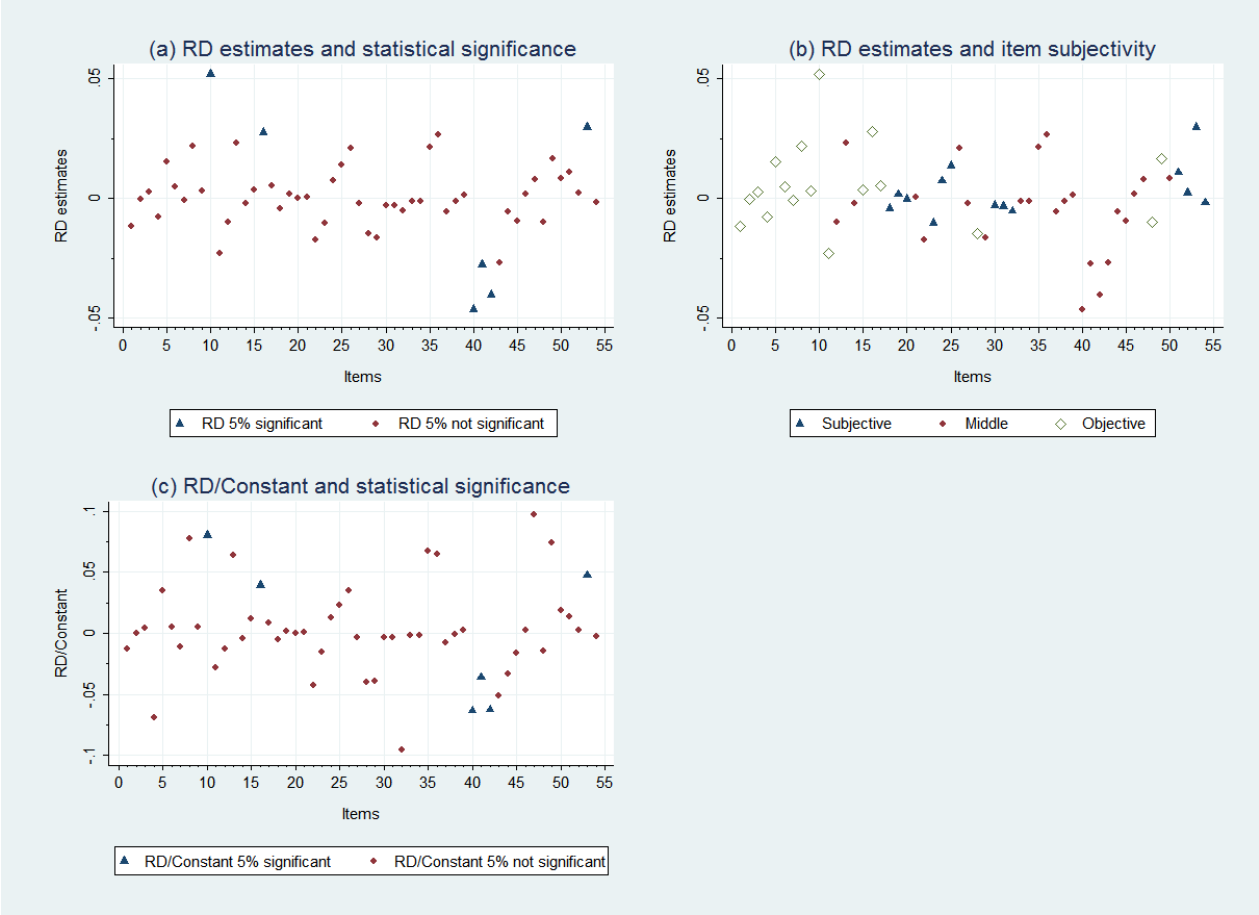 (a) RD estimates and statistical significance
.05
0
-.05
RD estimates
0 5 10 15 20 25 30 35 40 45 50 55
Items
RD 5% significant RD 5% not significant
(b) RD estimates and item subjectivity
.05
0
-.05
RD estimates
0 5 10 15 20 25 30 35 40 45 50 55
Items
Subjective Middle Objective
(c) RD/Constant and statistical significance
.1
.05
0
-.05
-.1
RD/Constant
0 5 10 15 20 25 30 35 40 45 50 55
Items
RD/Constant 5% significant RD/Constant 5% not significant